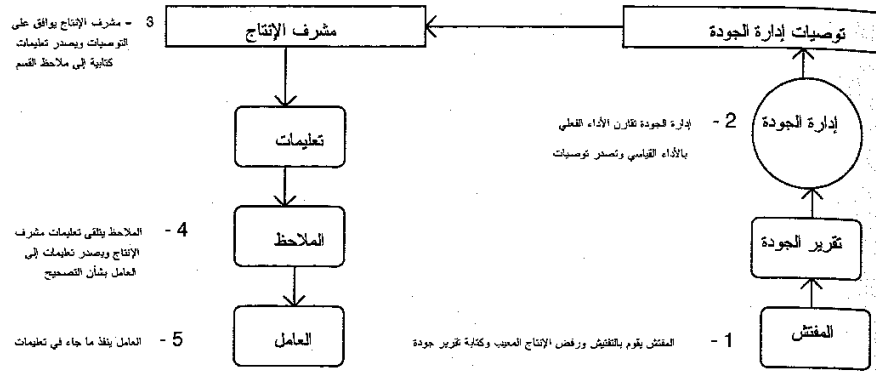 توصيات إدارة الجودة
مشرف الإنتاج
3 - مشرف الإنتاج يوافق على
التوصيات ويصدر تعليمات
كتابية إلى ملاحظ القسم
إدارة الجودة
2 - إدارة الجودة تقارن الأداء الفعلي
بالأداء القياسي وتصدر توصيات
تعليمات
تقرير الجودة
الملاحظ
4 - الملاحظ يتلقى تعليمات مشرف
الإنتاج ويصدر تعليمات إلى
العامل بشأن التصحيح
المفتش
1 - المفتش يقوم بالتفتيش ورفض الإنتاج المعيب وكتابة تقرير جودة
العامل
5 - العامل ينفذ ما جاء في تعليمات